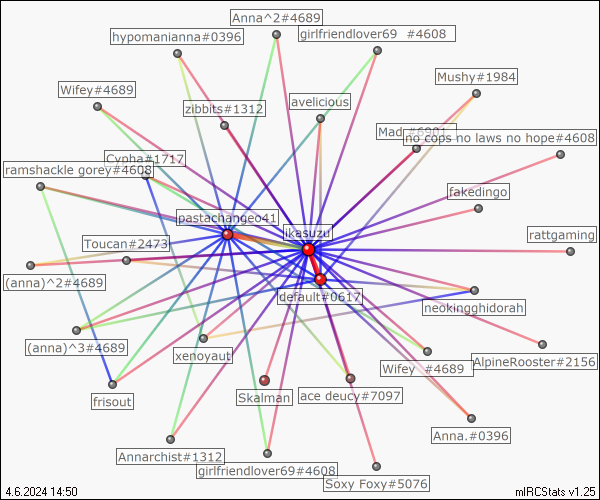 Anna^2#4689
hypomanianna#0396
girlfriendlover69 #4608
Mushy#1984
Wifey#4689
zibbits#1312
avelicious
no cops no laws no hope#4608
Cypha#1717
ramshackle gorey#4608
fakedingo
pastachangeo41
ikasuzu
rattgaming
Toucan#2473
(anna)^2#4689
default#0617
neokingghidorah
(anna)^3#4689
xenoyaut
AlpineRooster#2156
Wifey #4689
frisout
Skalman
ace deucy#7097
Anna.#0396
Annarchist#1312
girlfriendlover69#4608
Soxy Foxy#5076
4.6.2024 14:50
mIRCStats v1.25